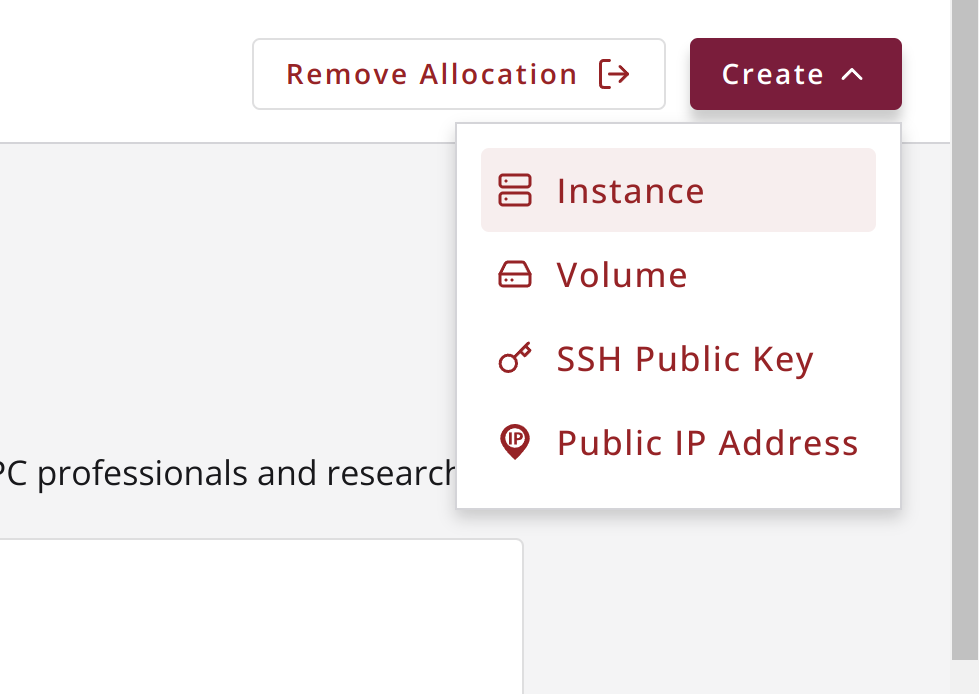 Remove Allocation
Create
Instance
Volume
SSH Public Key
IP
Public IP Address
PC professionals and research